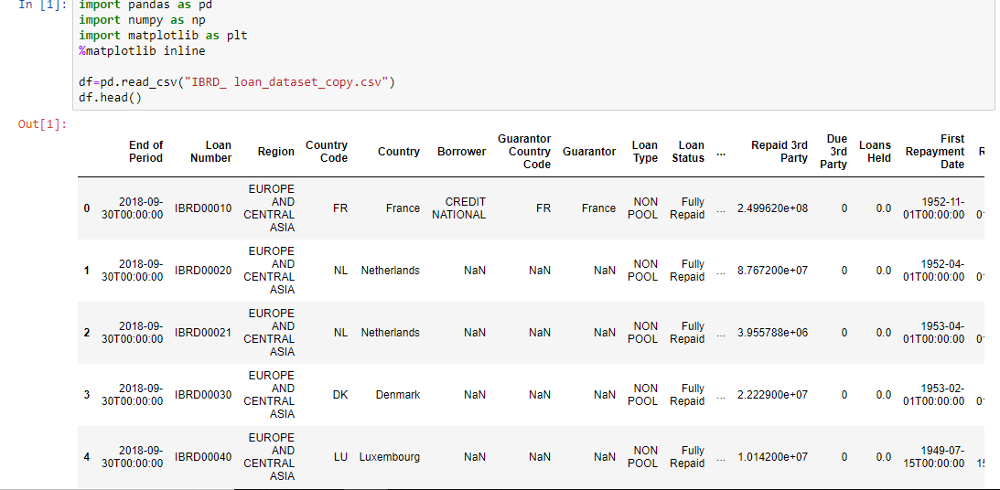 In [1]: import pandas as pd
import numpy as np
import matplotlib as plt
%matplotlib inline
df=pd.read_csv("IBRD_ loan_dataset_copy.csv")
df.head()
Out[1]:
End of Period Loan Number Region Country Code Country Borrower Guarantor Country Code Guarantor Loan Type Loan Status ... Repaid 3rd Party Due 3rd Party Loans Held First Repayment Date
0 2018-09-30T00:00:00 IBRD00010 EUROPE AND CENTRAL ASIA FR France CREDIT NATIONAL FR France NON POOL Fully Repaid ... 2.499620e+08 0 0.0 1952-11-01T00:00:00
1 2018-09-30T00:00:00 IBRD00020 EUROPE AND CENTRAL ASIA NL Netherlands NaN NaN NaN NON POOL Fully Repaid ... 8.767200e+07 0 0.0 1952-04-01T00:00:00
2 2018-09-30T00:00:00 IBRD00021 EUROPE AND CENTRAL ASIA NL Netherlands NaN NaN NaN NON POOL Fully Repaid ... 3.955788e+06 0 0.0 1953-04-01T00:00:00
3 2018-09-30T00:00:00 IBRD00030 EUROPE AND CENTRAL ASIA DK Denmark NaN NaN NaN NON POOL Fully Repaid ... 2.222900e+07 0 0.0 1953-02-01T00:00:00
4 2018-09-30T00:00:00 IBRD00040 EUROPE AND CENTRAL ASIA LU Luxembourg NaN NaN NaN NON POOL Fully Repaid ... 1.014200e+07 0 0.0 1949-07-15T00:00:00